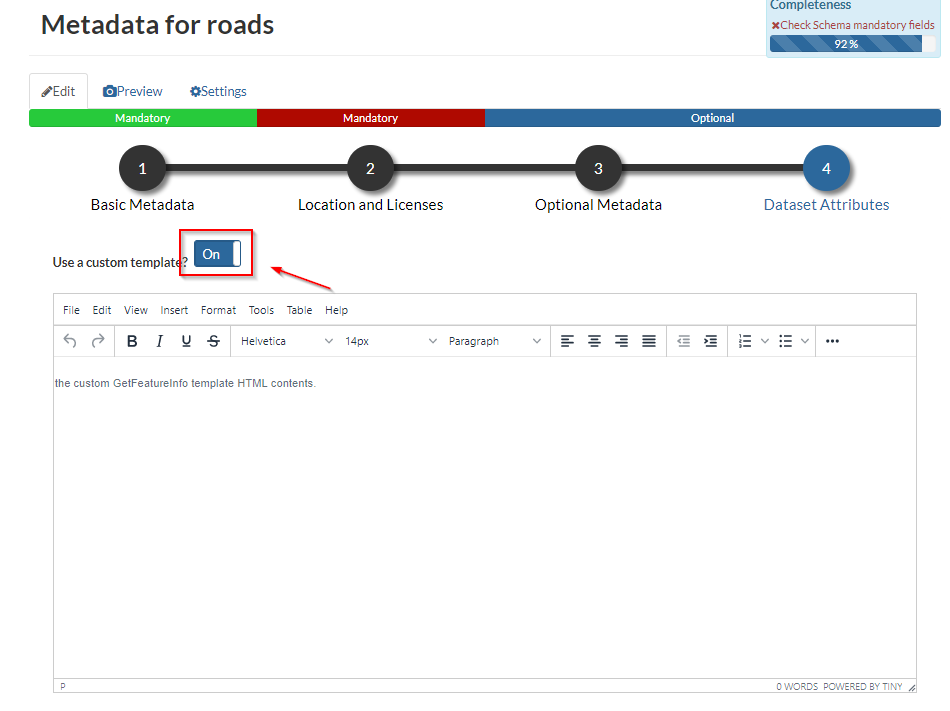 Completeness
Metadata for roads
Check Schema mandatory fields
92%
Edit Preview Settings
Mandatory Mandatory Optional
1 2 3 4
Basic Metadata Location and Licenses Optional Metadata Dataset Attributes
Use a custom template? On
File Edit View Insert Format Tools Table Help
B I U S Helvetica 14px Paragraph
the custom GetFeatureInfo template HTML contents.
P 0 WORDS POWERED BY TINY